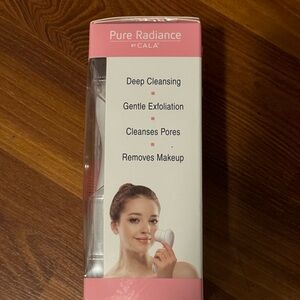 Pure Radiance
BY CALA®
Deep Cleansing
Gentle Exfoliation
Cleanses Pores
Removes Makeup